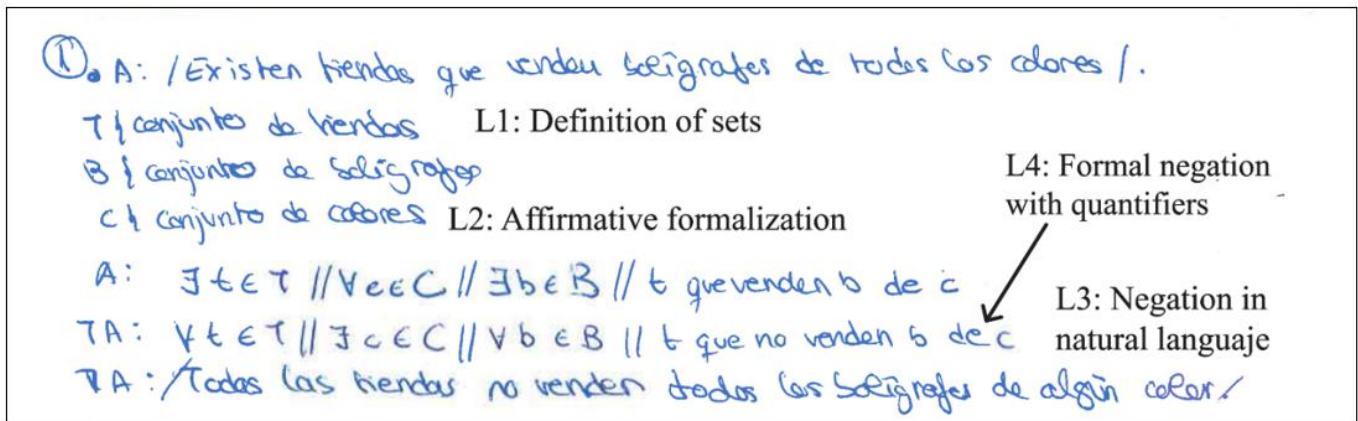 ①. A: /Existen tiendas que venden bolígrafos de todos los colores/.
T { conjunto de tiendas L1: Definition of sets
B { conjunto de bolígrafos
C { conjunto de colores L2: Affirmative formalization
L4: Formal negation
with quantifiers
A: ∃ t ∈ T // ∀ c ∈ C // ∃ b ∈ B // t que venden b de c
L3: Negation in
natural languaje
¬A: ∀ t ∈ T // ∃ c ∈ C // ∀ b ∈ B // t que no venden b de c
¬A: /Todas las tiendas no venden todos los bolígrafos de algún color/